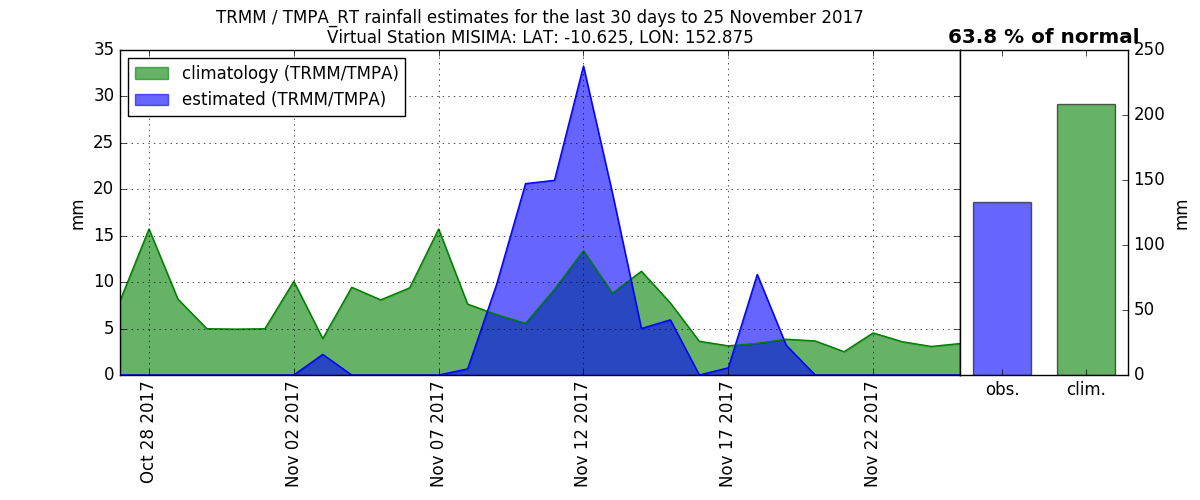 TRMM / TMPA_RT rainfall estimates for the last 30 days to 25 November 2017
Virtual Station MISIMA: LAT: -10.625, LON: 152.875
63.8 % of normal
climatology (TRMM/TMPA)
estimated (TRMM/TMPA)
35
30
25
20
15
10
5
0
mm
Oct 28 2017
Nov 02 2017
Nov 07 2017
Nov 12 2017
Nov 17 2017
Nov 22 2017
250
200
150
100
50
0
mm
obs.
clim.